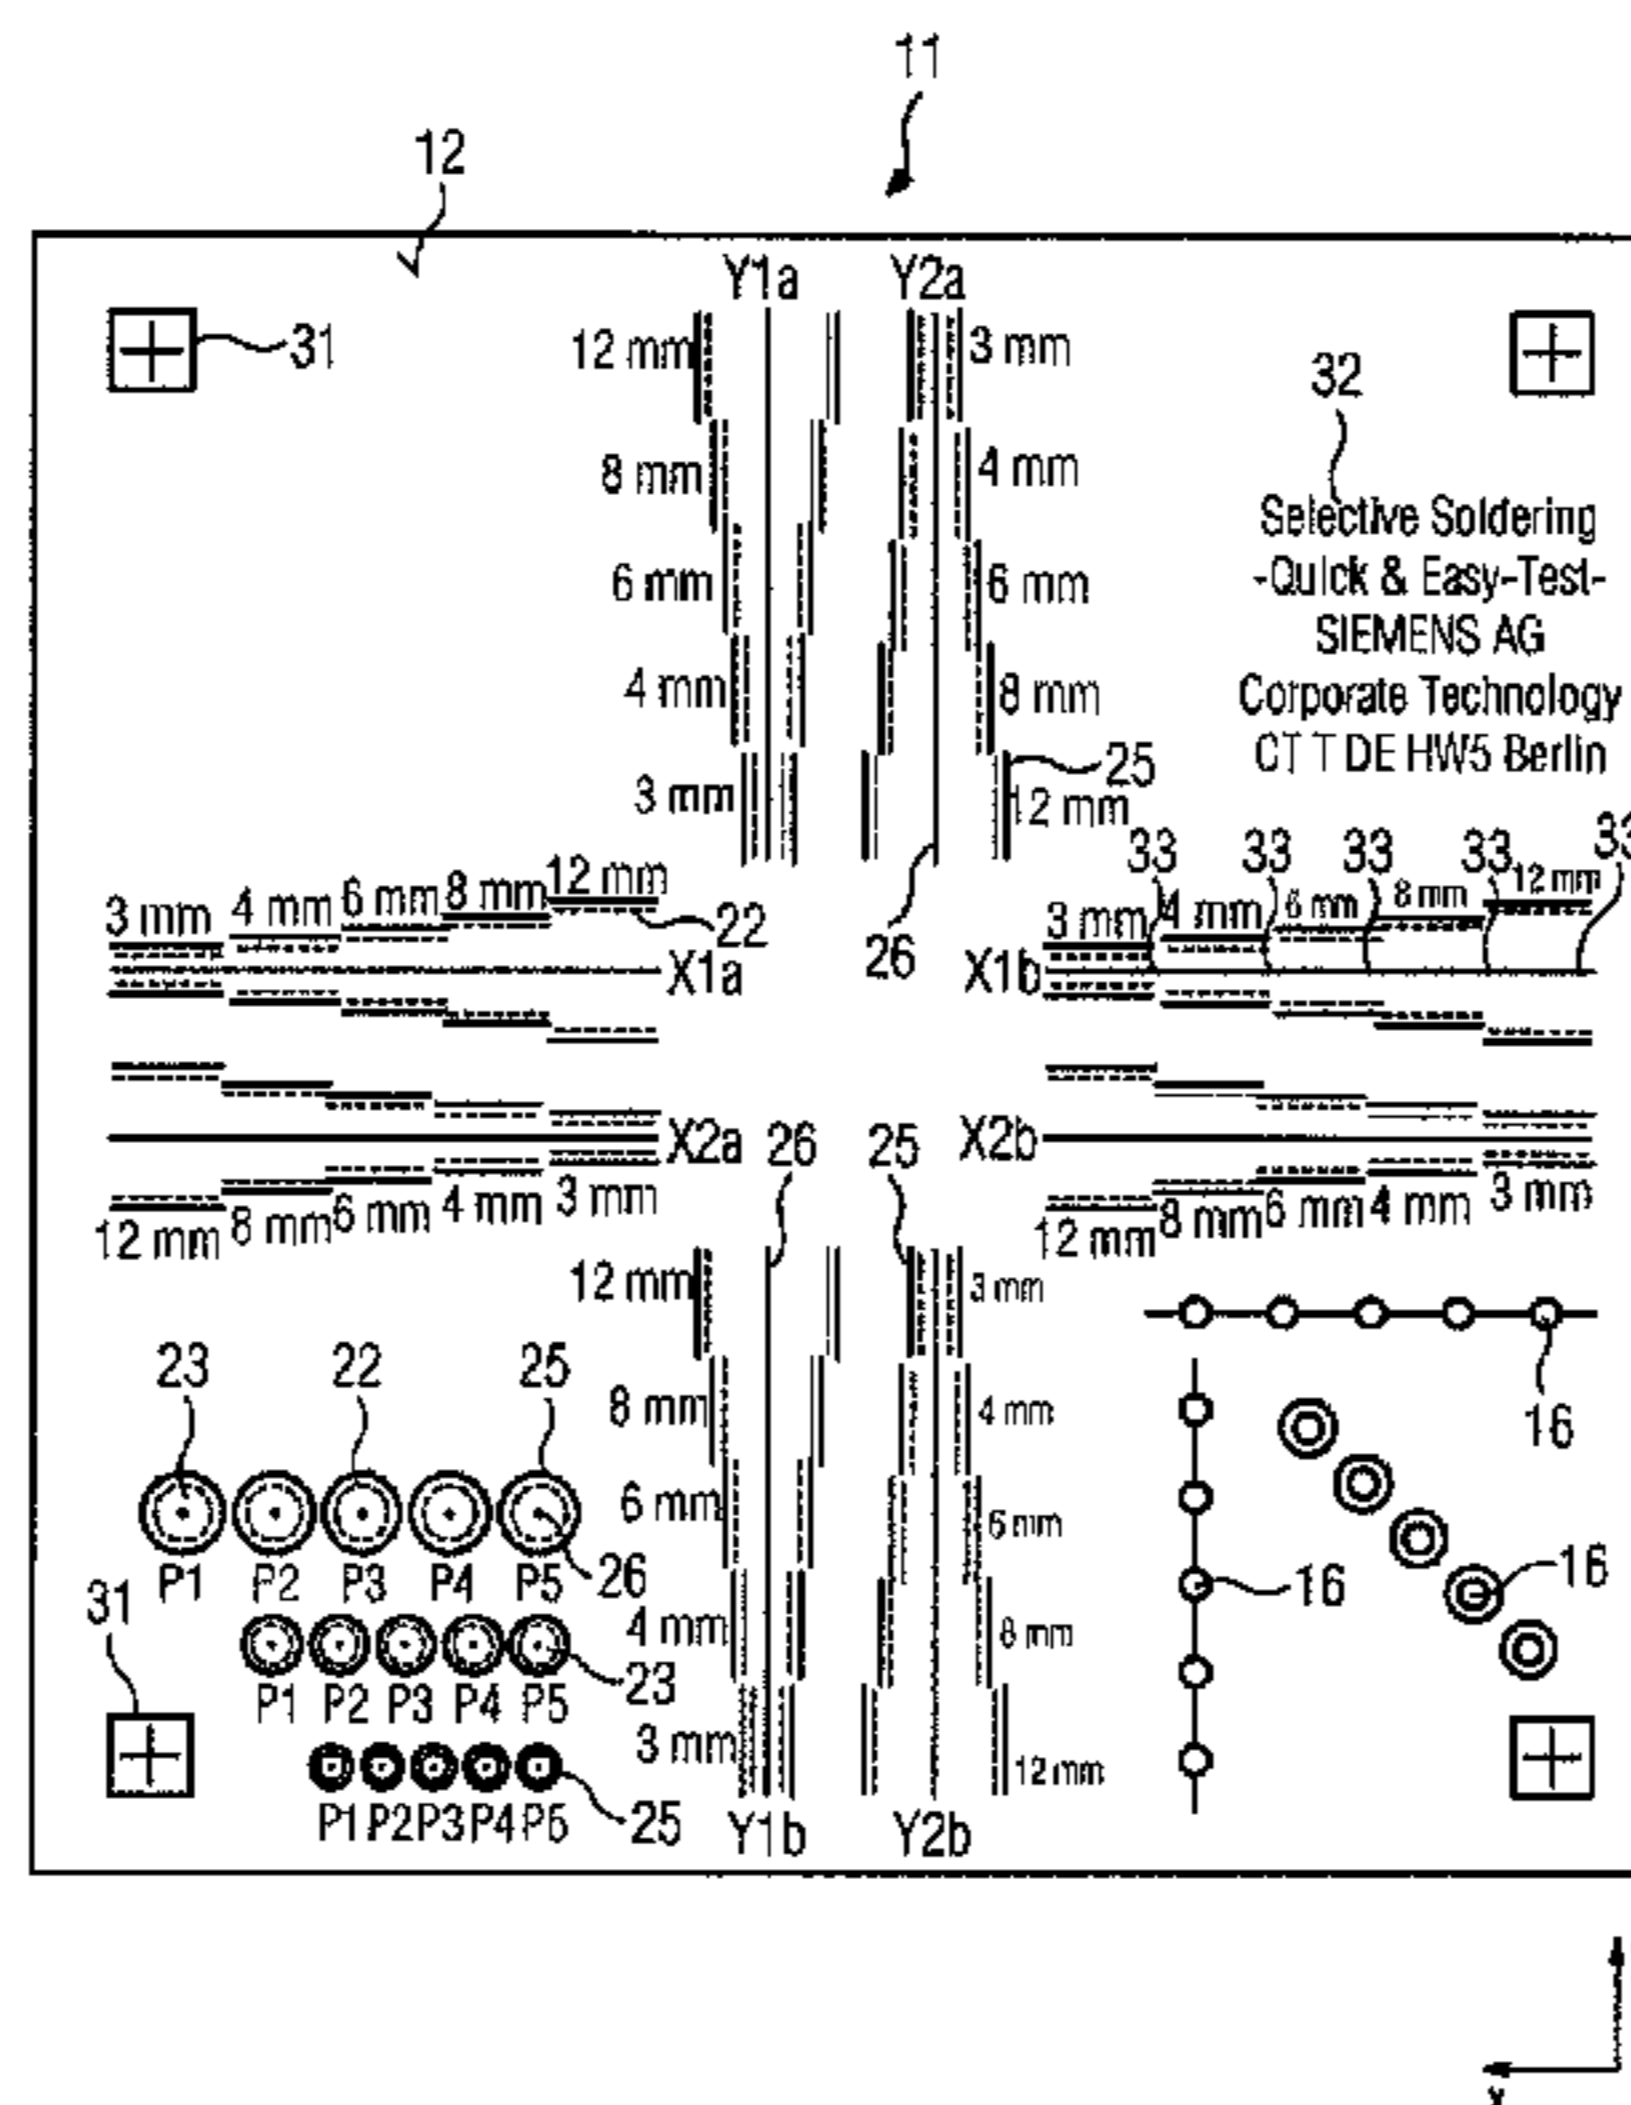 11
12
Y1a Y2a
31
12 mm 3 mm
32
8 mm 4 mm
Selective Soldering
-Quick & Easy-Test-
6 mm 6 mm
SIEMENS AG
4 mm 8 mm
Corporate Technology
CT T DE HW5 Berlin
25
3 mm 12 mm
33 33 33 33 33
3 mm 4 mm 6 mm 8 mm 12 mm
22
26
3 mm 4 mm 6 mm 8 mm 12 mm
X1a X1b
X2a 26 25 X2b
12 mm 8 mm 6 mm 4 mm 3 mm
12 mm 8 mm 6 mm 4 mm 3 mm
12 mm 3 mm
23 22 25
8 mm 4 mm
16
6 mm 6 mm
P1 P2 P3 P4 P5
26
16
16
31
4 mm 8 mm
23
P1 P2 P3 P4 P5
3 mm 12 mm
P1 P2 P3 P4 P5
25
Y1b Y2b